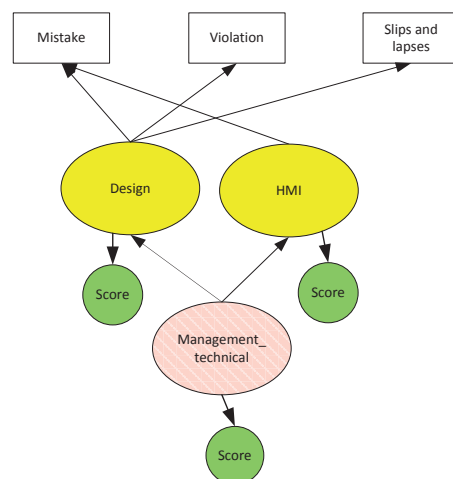 Mistake
Violation
Slips and
lapses
Design
HMI
Score
Score
Management_
technical
Score